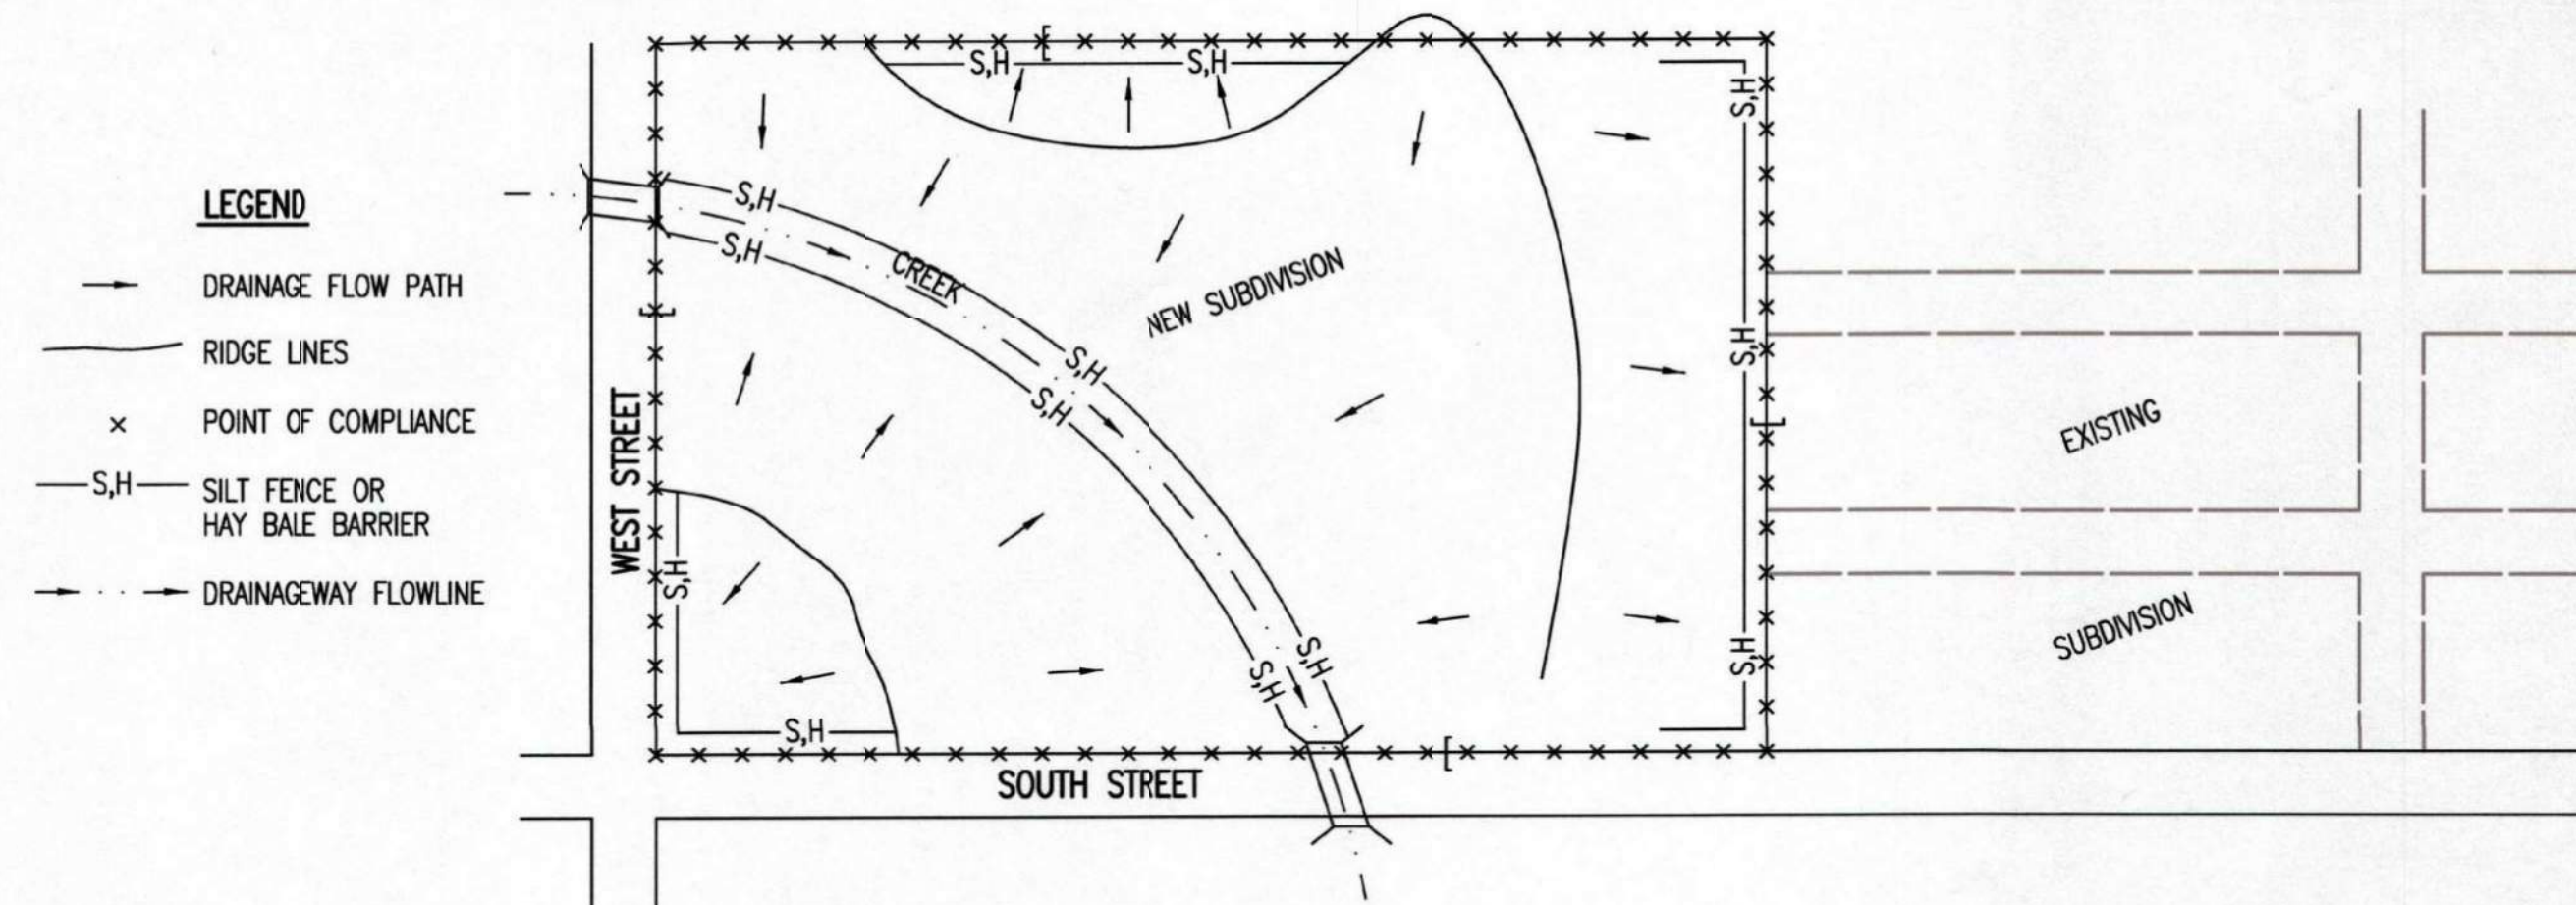 LEGEND
DRAINAGE FLOW PATH
RIDGE LINES
x POINT OF COMPLIANCE
S,H SILT FENCE OR
HAY BALE BARRIER
DRAINAGEWAY FLOWLINE
WEST STREET
SOUTH STREET
S,H
S,H
S,H
S,H
CREEK
S,H
S,H
S,H
S,H
S,H
S,H
NEW SUBDIVISION
S,H
S,H
S,H
EXISTING
SUBDIVISION